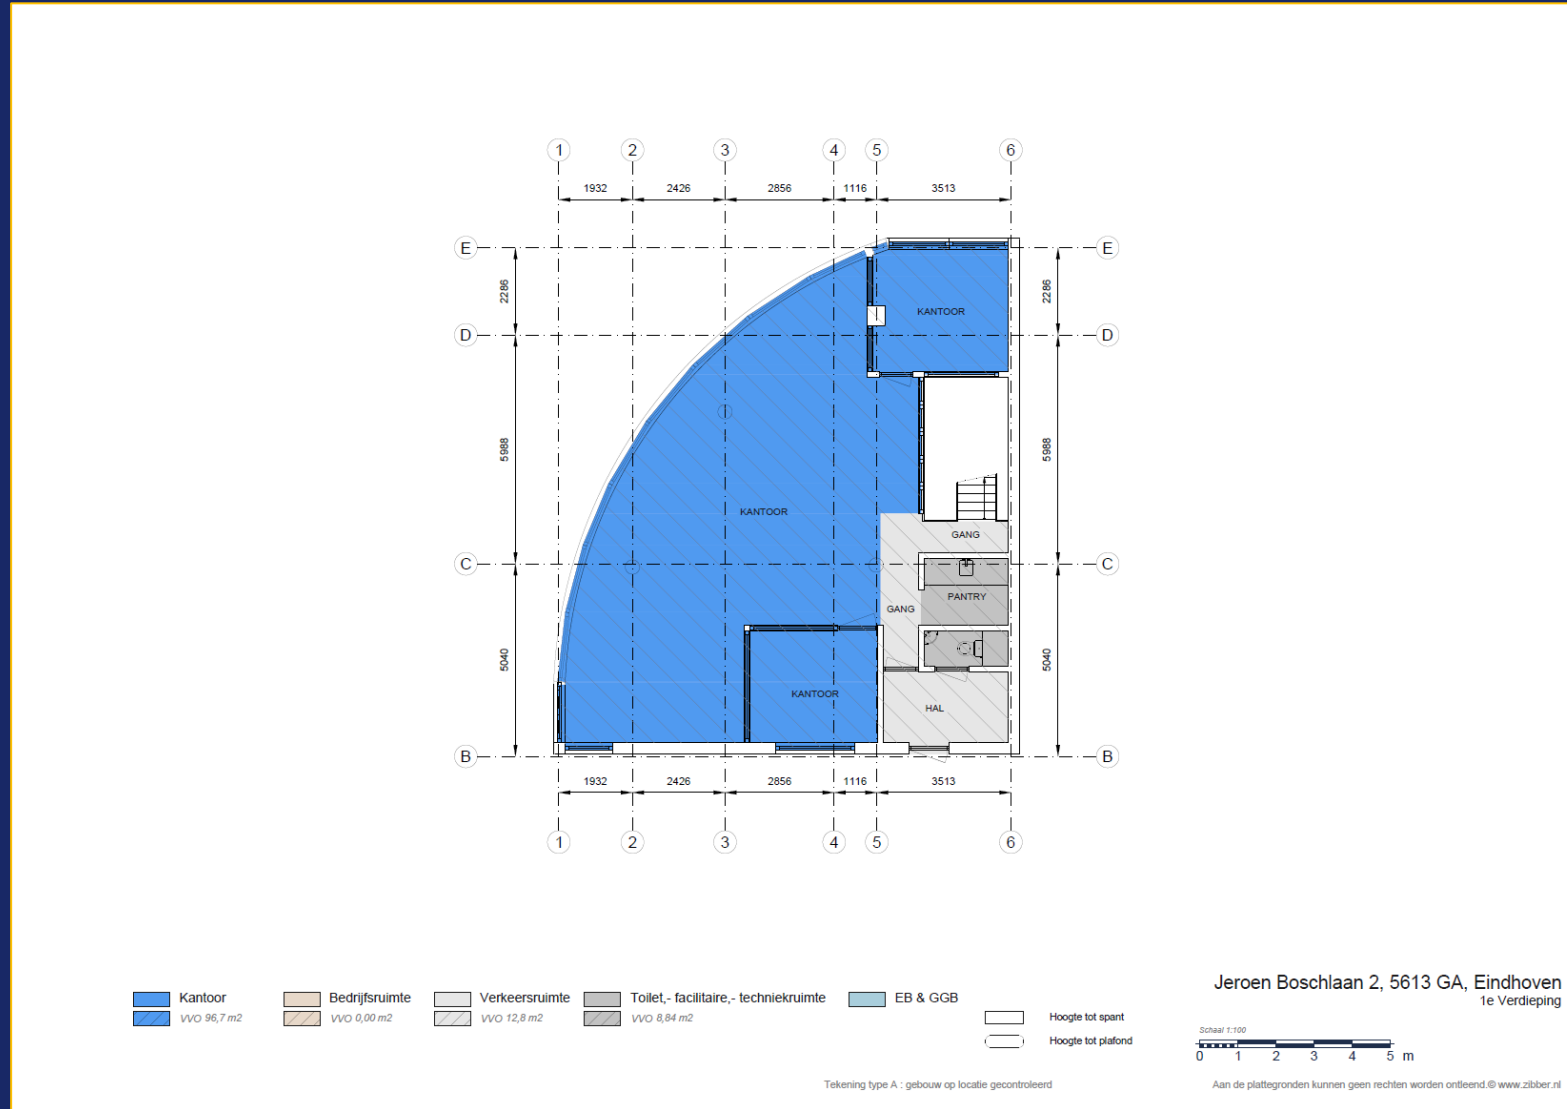 1 2 3 4 5 6
1932 2426 2856 1116 3513
E E
2286 2286
KANTOOR
D D
5988 5988
KANTOOR
GANG
C C
PANTRY
GANG
5040 5040
KANTOOR
HAL
B B
1932 2426 2856 1116 3513
1 2 3 4 5 6
Jeroen Boschlaan 2, 5613 GA, Eindhoven
1e Verdieping
Kantoor Bedrijfsruimte Verkeersruimte Toilet,- facilitaire,- techniekruimte EB & GGB
VVO 96,7 m2 VVO 0,00 m2 VVO 12,8 m2 VVO 8,84 m2
Hoogte tot spant
Hoogte tot plafond
Schaal 1:100
0 1 2 3 4 5 m
Tekening type A : gebouw op locatie gecontroleerd
Aan de plattegronden kunnen geen rechten worden ontleend.© www.zibber.nl